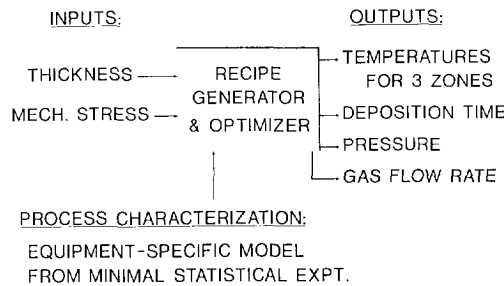 INPUTS:
OUTPUTS:
THICKNESS
MECH. STRESS
RECIPE
GENERATOR
& OPTIMIZER
TEMPERATURES
FOR 3 ZONES
DEPOSITION TIME
PRESSURE
GAS FLOW RATE
PROCESS CHARACTERIZATION:
EQUIPMENT-SPECIFIC MODEL
FROM MINIMAL STATISTICAL EXPT.